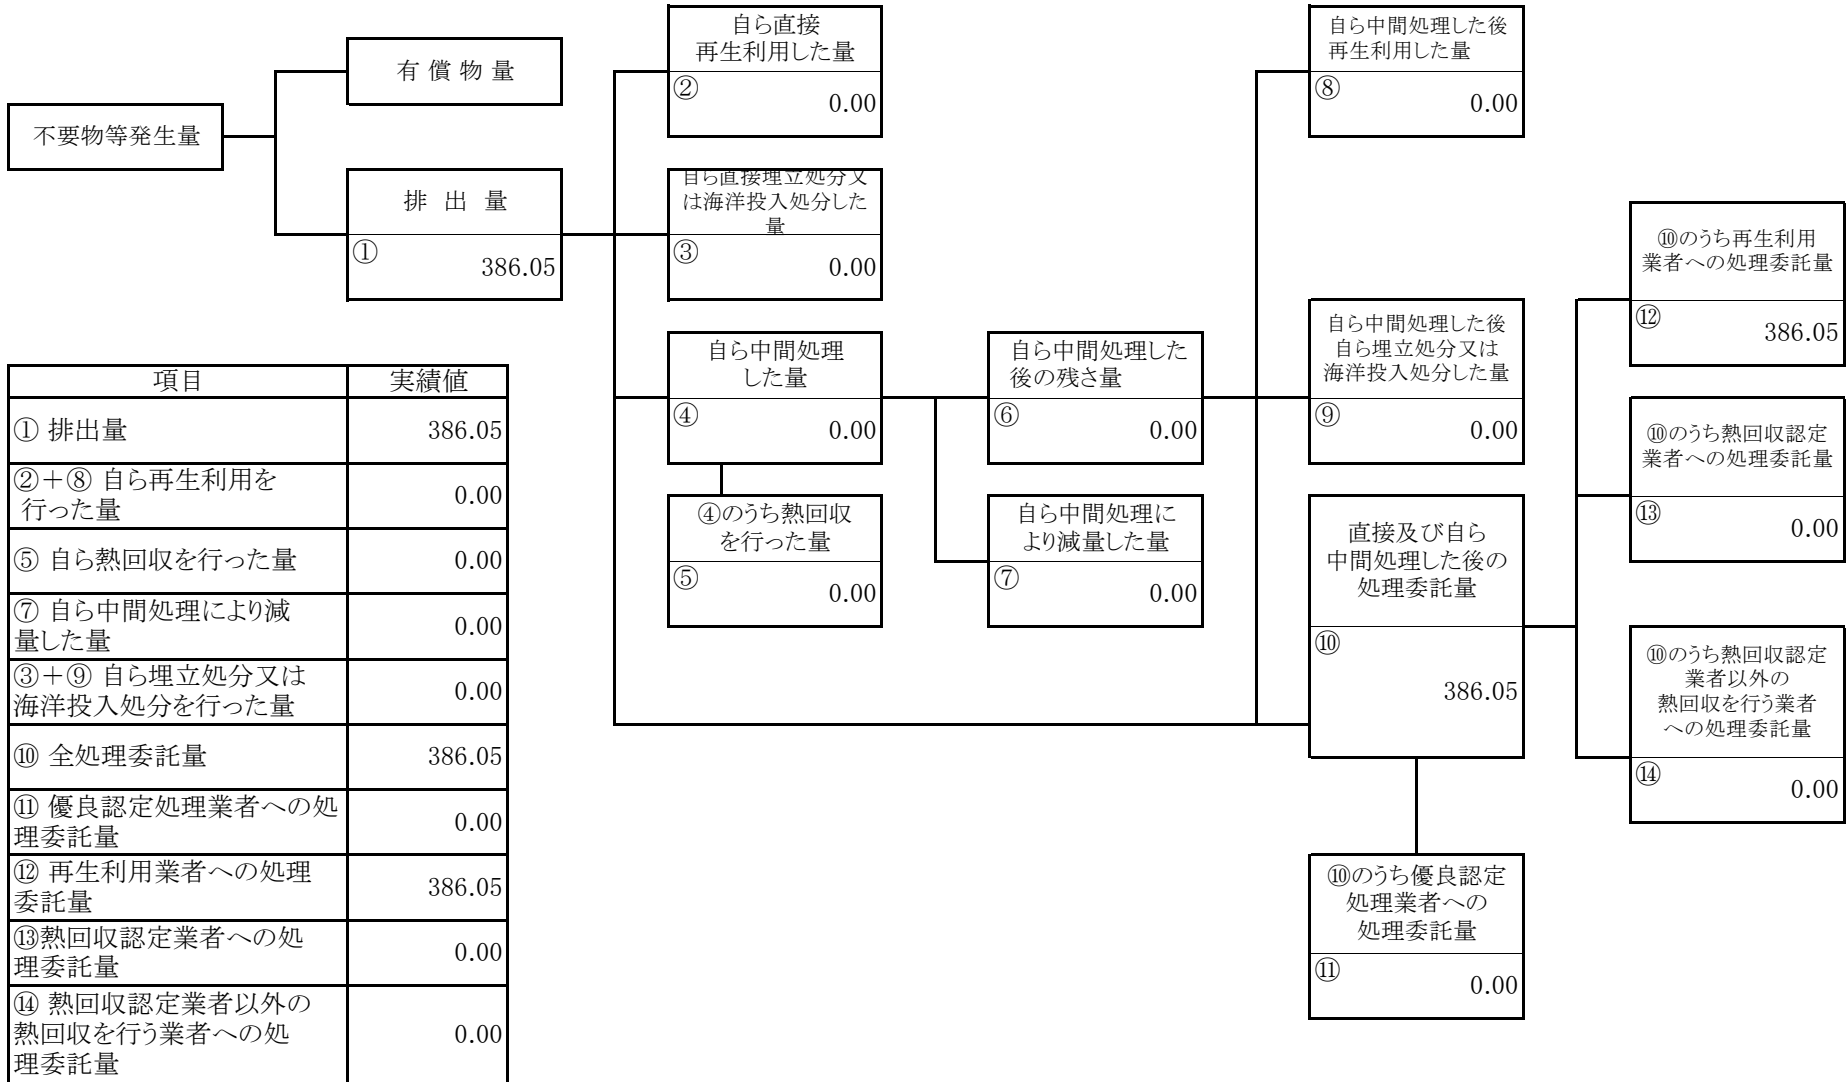 不要物等発生量
有 償 物 量
排 出 量
①
386.05
自ら直接
再生利用した量
②
0.00
自ら直接埋立処分又
は海洋投入処分した
量
③
0.00
自ら中間処理
した量
④
0.00
④のうち熱回収
を行った量
⑤
0.00
自ら中間処理した
後の残さ量
⑥
0.00
自ら中間処理に
より減量した量
⑦
0.00
自ら中間処理した後
再生利用した量
⑧
0.00
自ら中間処理した後
自ら埋立処分又は
海洋投入処分した量
⑨
0.00
直接及び自ら
中間処理した後の
処理委託量
⑩
386.05
⑩のうち優良認定
処理業者への
処理委託量
⑪
0.00
⑩のうち再生利用
業者への処理委託量
⑫
386.05
⑩のうち熱回収認定
業者への処理委託量
⑬
0.00
⑩のうち熱回収認定
業者以外の
熱回収を行う業者
への処理委託量
⑭
0.00
項目 実績値
① 排出量 386.05
②＋⑧ 自ら再生利用を
行った量 0.00
⑤ 自ら熱回収を行った量 0.00
⑦ 自ら中間処理により減
量した量 0.00
③＋⑨ 自ら埋立処分又は
海洋投入処分を行った量 0.00
⑩ 全処理委託量 386.05
⑪ 優良認定処理業者への処
理委託量 0.00
⑫ 再生利用業者への処理
委託量 386.05
⑬熱回収認定業者への処
理委託量 0.00
⑭ 熱回収認定業者以外の
熱回収を行う業者への処
理委託量 0.00